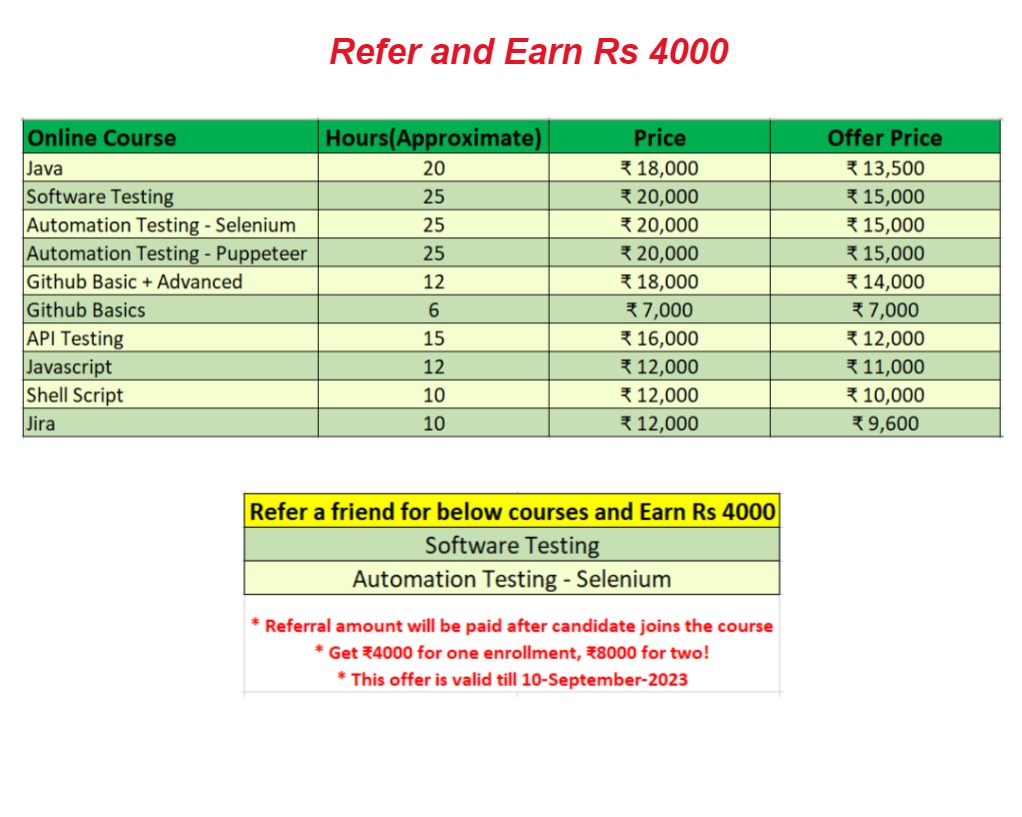 Refer and Earn Rs 4000
Online Course Hours(Approximate) Price Offer Price
Java 20 ₹ 18,000 ₹ 13,500
Software Testing 25 ₹ 20,000 ₹ 15,000
Automation Testing - Selenium 25 ₹ 20,000 ₹ 15,000
Automation Testing - Puppeteer 25 ₹ 20,000 ₹ 15,000
Github Basic + Advanced 12 ₹ 18,000 ₹ 14,000
Github Basics 6 ₹ 7,000 ₹ 7,000
API Testing 15 ₹ 16,000 ₹ 12,000
Javascript 12 ₹ 12,000 ₹ 11,000
Shell Script 10 ₹ 12,000 ₹ 10,000
Jira 10 ₹ 12,000 ₹ 9,600
Refer a friend for below courses and Earn Rs 4000
Software Testing
Automation Testing - Selenium
* Referral amount will be paid after candidate joins the course
* Get ₹4000 for one enrollment, ₹8000 for two!
* This offer is valid till 10-September-2023